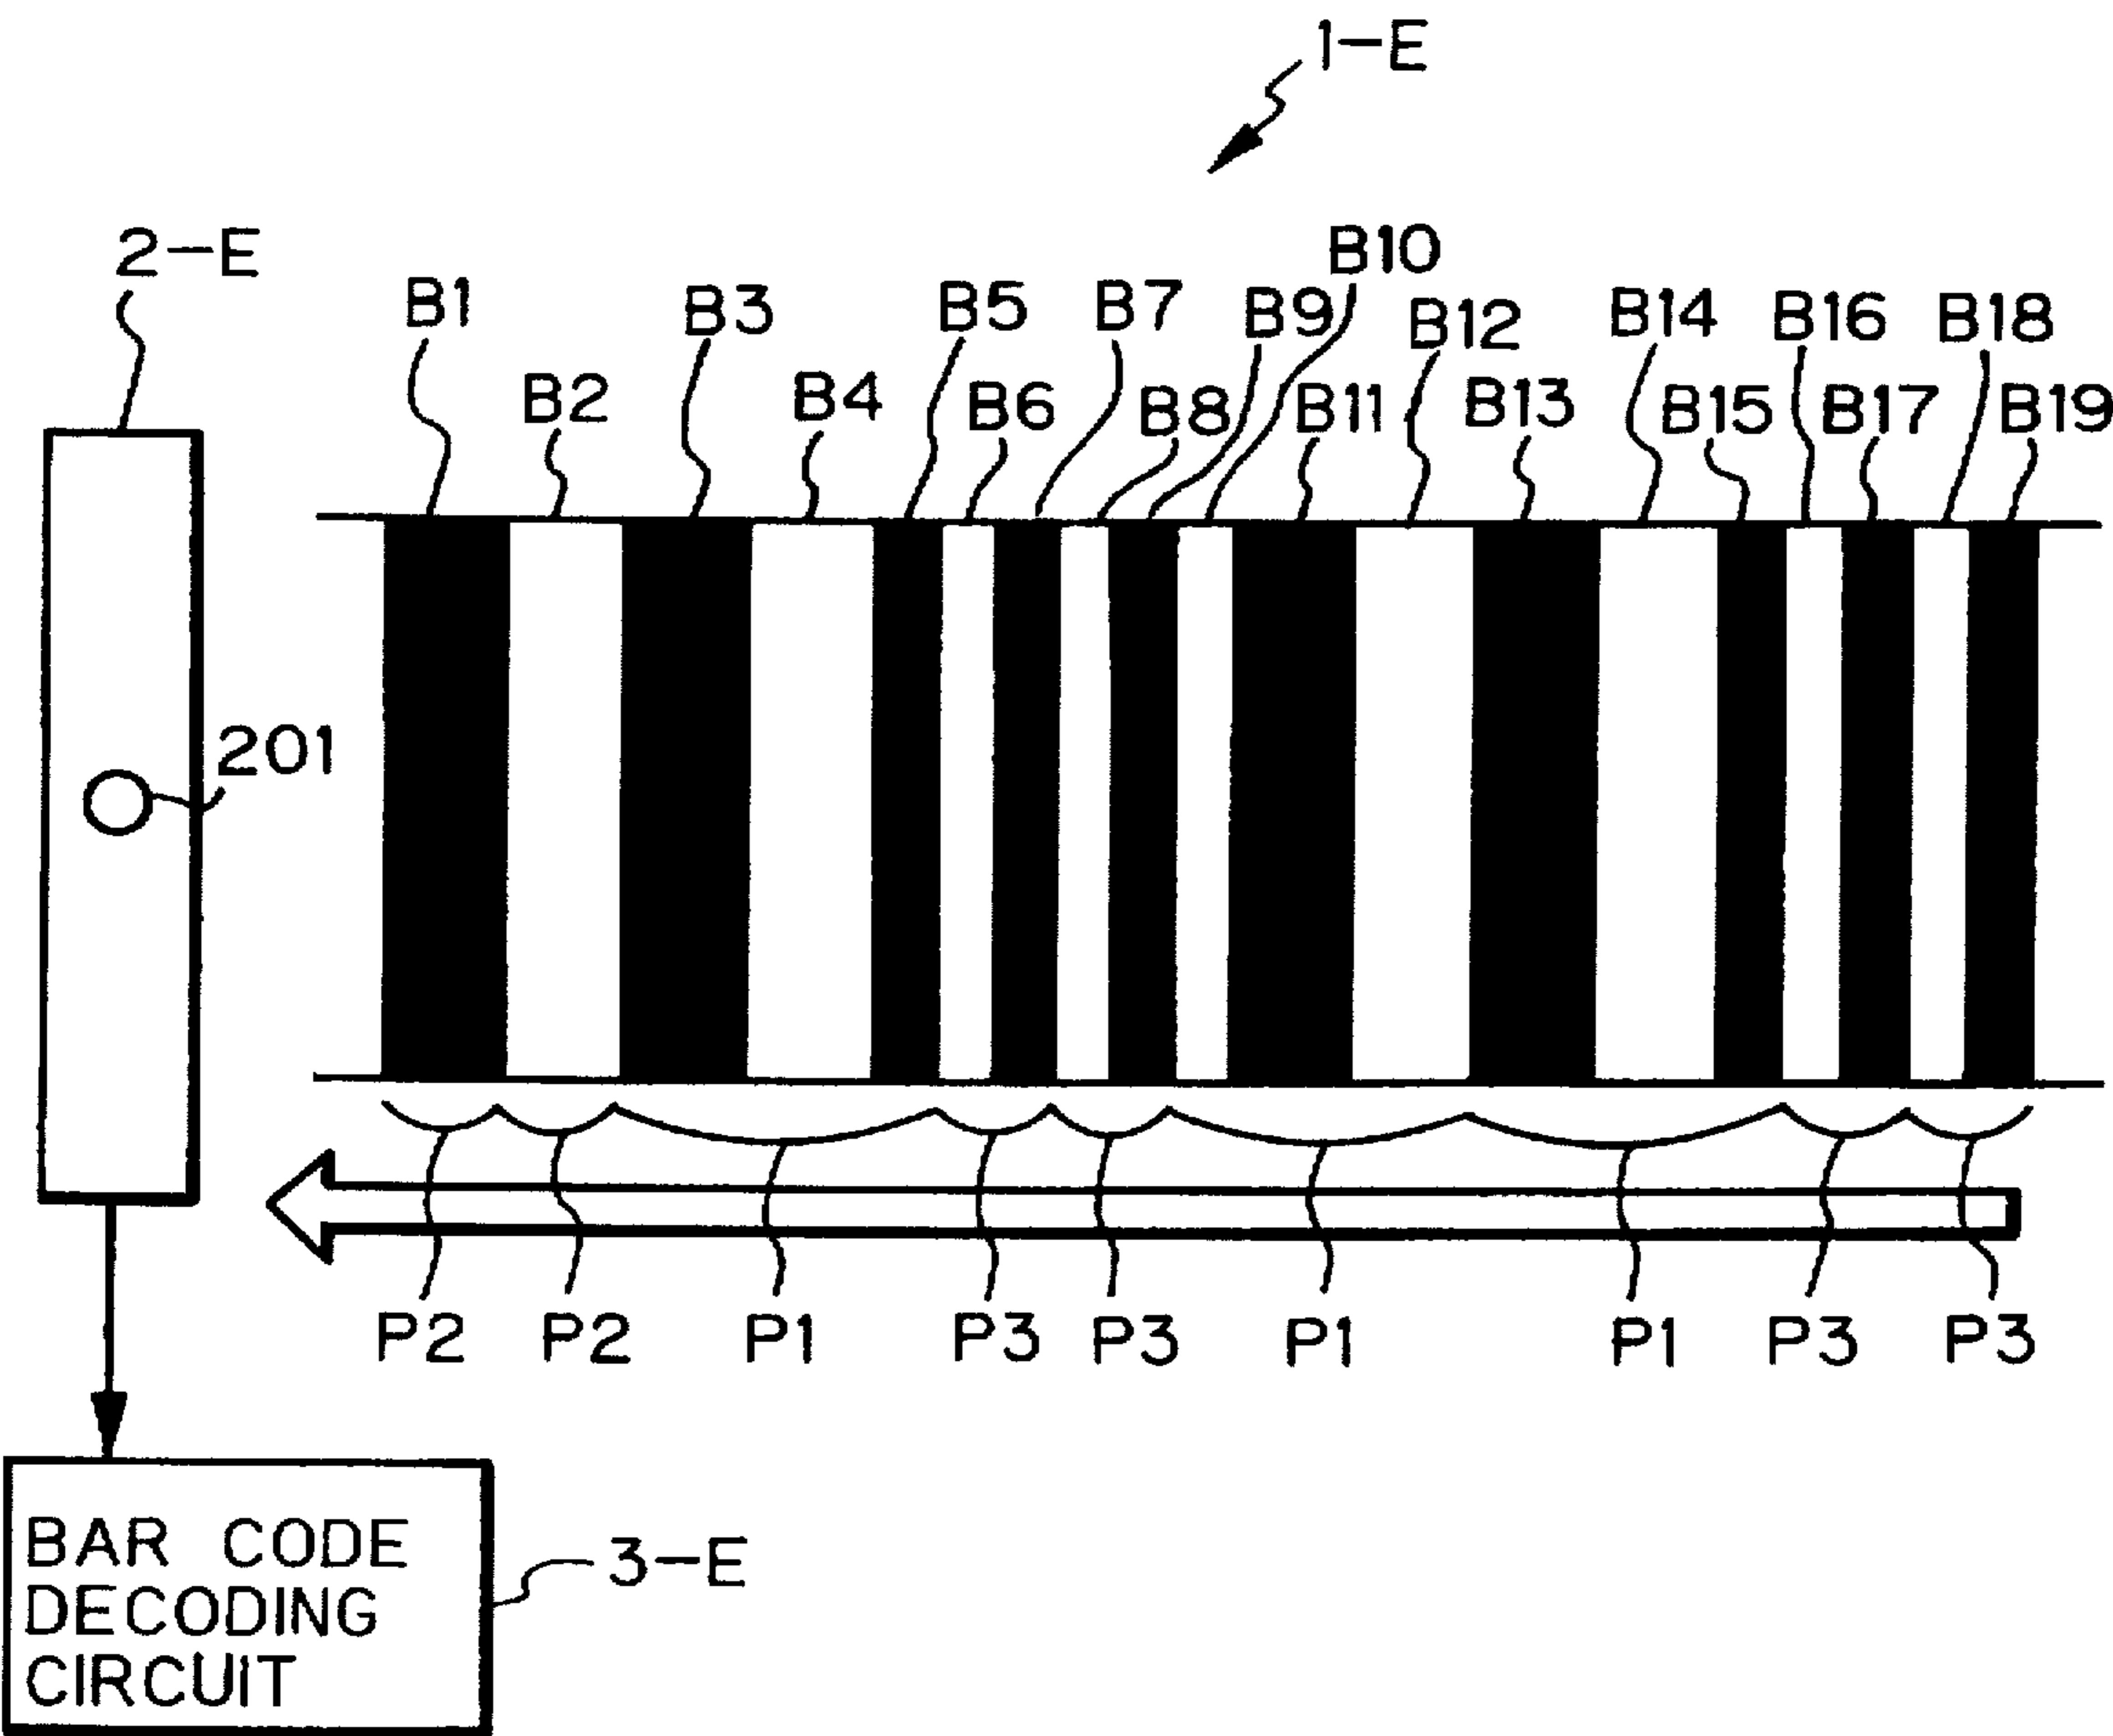 1-E
2-E
B1 B3 B5 B7 B9 B10 B12 B14 B16 B18
B2 B4 B6 B8 B11 B13 B15 B17 B19
201
P2 P2 P1 P3 P3 P1 P1 P3 P3
BAR CODE
DECODING
CIRCUIT
3-E